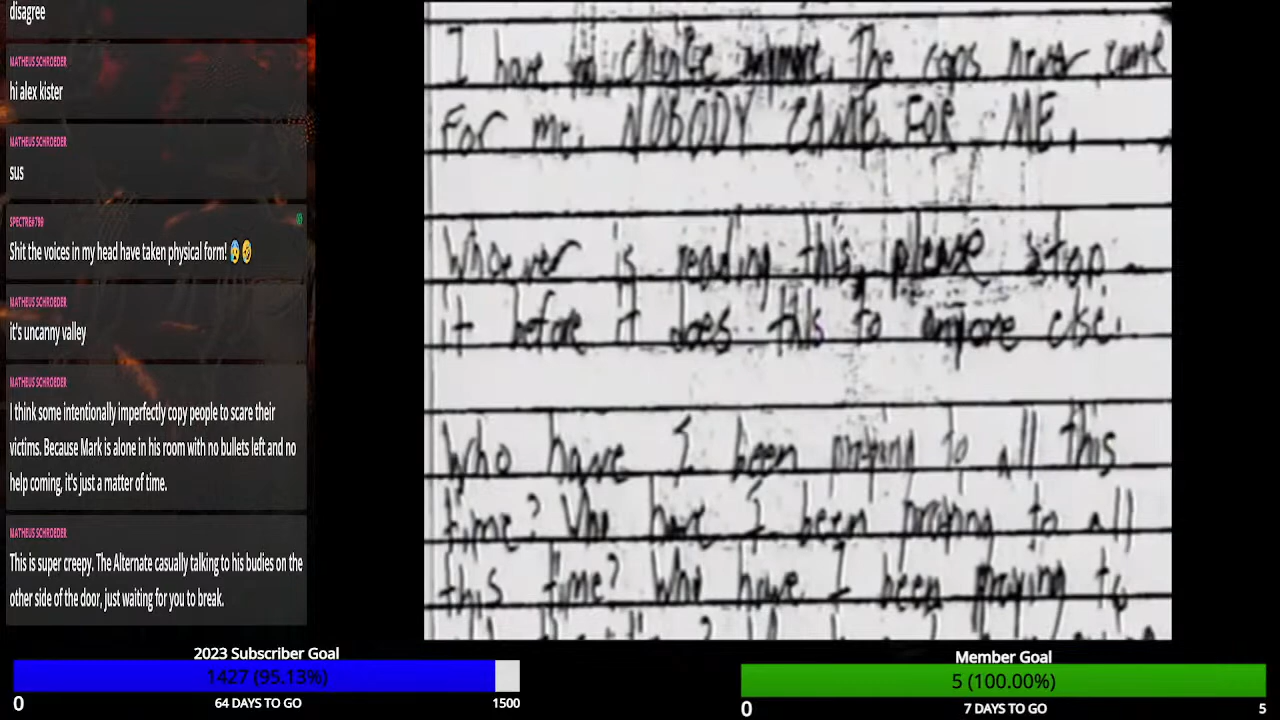 disagree
MATHEUS SCHROEDER
hi alex kister
MATHEUS SCHROEDER
sus
SPECTRE#799
Shit the voices in my head have taken physical form! 😰🤣
MATHEUS SCHROEDER
it's uncanny valley
MATHEUS SCHROEDER
I think some intentionally imperfectly copy people to scare their
victims. Because Mark is alone in his room with no bullets left and no
help coming, it's just a matter of time.
MATHEUS SCHROEDER
This is super creepy. The Alternate casually talking to his budies on the
other side of the door, just waiting for you to break.
I have no choice anymore. The cops never came
for me. NOBODY CAME FOR ME.
Whoever is reading this, please stop
it before it does this to anyone else.
Who have I been praying to all this
time? Who have I been praying to all
this time? Who have I been praying to
2023 Subscriber Goal
1427 (95.13%)
0 64 DAYS TO GO 1500
Member Goal
5 (100.00%)
0 7 DAYS TO GO 5